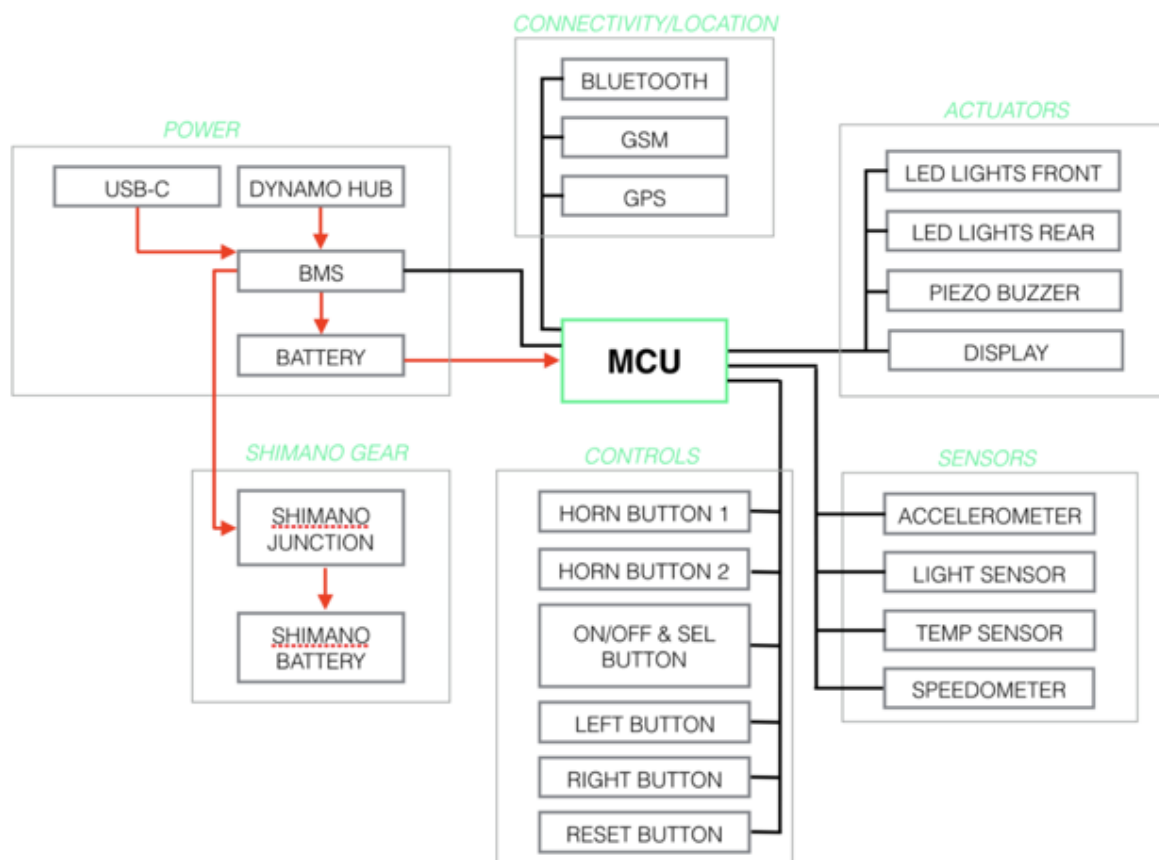 CONNECTIVITY/LOCATION
BLUETOOTH
GSM
GPS
POWER
USB-C
DYNAMO HUB
BMS
BATTERY
ACTUATORS
LED LIGHTS FRONT
LED LIGHTS REAR
PIEZO BUZZER
DISPLAY
MCU
SHIMANO GEAR
SHIMANO
JUNCTION
SHIMANO
BATTERY
CONTROLS
HORN BUTTON 1
HORN BUTTON 2
ON/OFF & SEL
BUTTON
LEFT BUTTON
RIGHT BUTTON
RESET BUTTON
SENSORS
ACCELEROMETER
LIGHT SENSOR
TEMP SENSOR
SPEEDOMETER